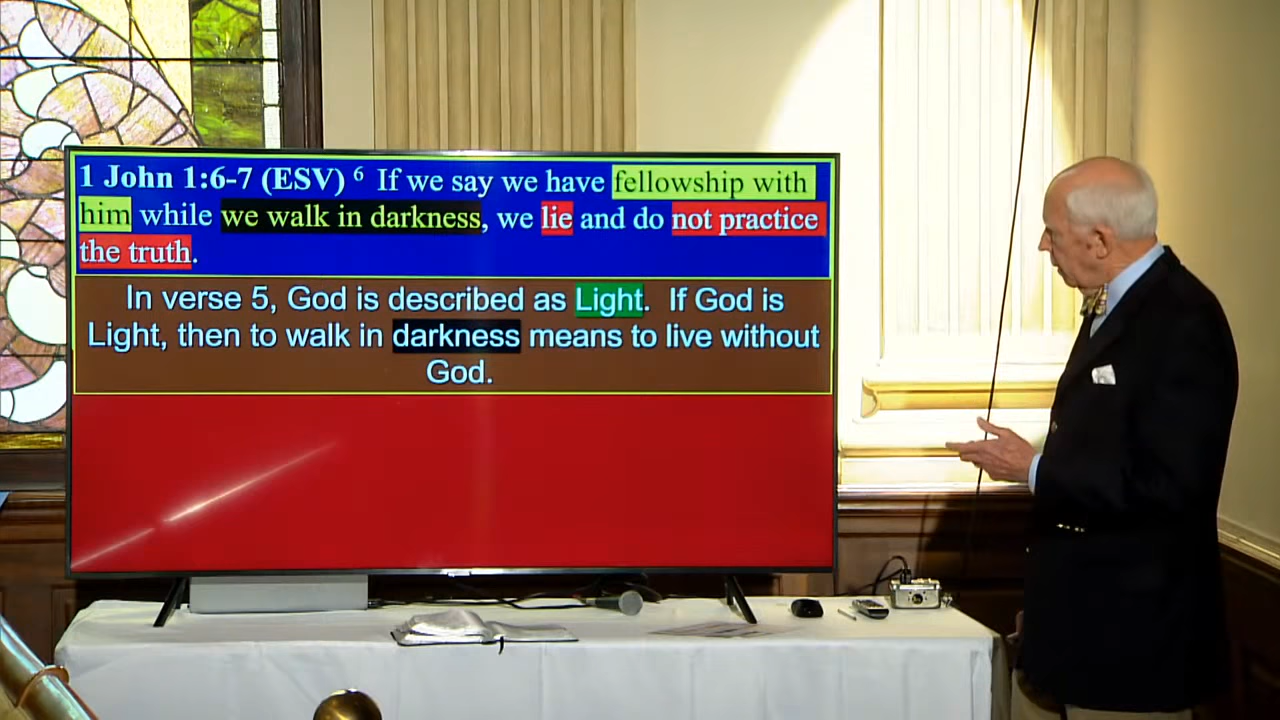 1 John 1:6-7 (ESV) 6 If we say we have fellowship with
him while we walk in darkness, we lie and do not practice
the truth.
In verse 5, God is described as Light. If God is
Light, then to walk in darkness means to live without
God.